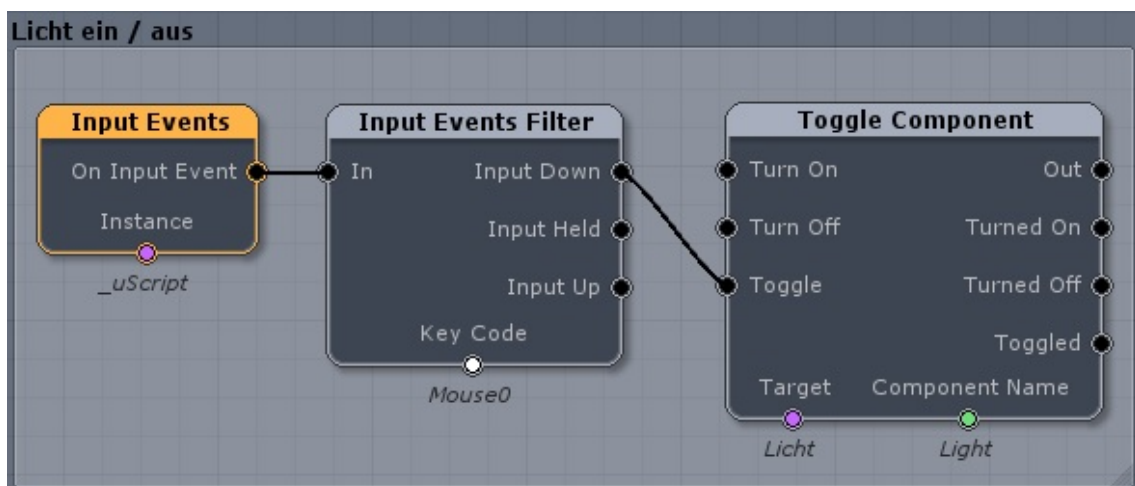 Licht ein / aus
Input Events
On Input Event
Instance
_uScript
Input Events Filter
In
Input Down
Input Held
Input Up
Key Code
Mouse0
Toggle Component
Turn On
Out
Turn Off
Turned On
Toggle
Turned Off
Toggled
Target
Component Name
Licht
Light